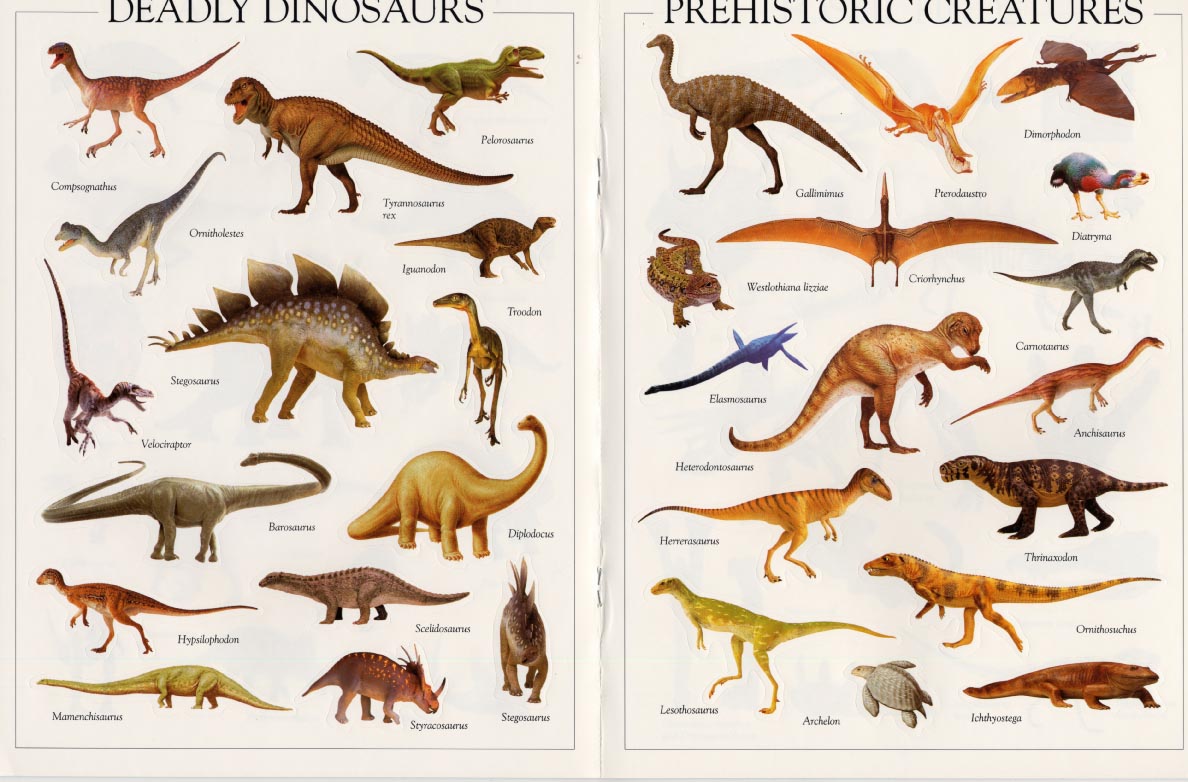 DEADLY DINOSAURS
Compsognathus
Tyrannosaurus
rex
Pelorosaurus
Ornitholestes
Iguanodon
Troodon
Stegosaurus
Velociraptor
Barosaurus
Diplodocus
Hypsilophodon
Scelidosaurus
Mamenchisaurus
Styracosaurus
Stegosaurus
PREHISTORIC CREATURES
Gallimimus
Pterodaustro
Dimorphodon
Diatryma
Westlothiana lizziae
Criorhynchus
Carnotaurus
Elasmosaurus
Anchisaurus
Heterodontosaurus
Herrerasaurus
Thrinaxodon
Ornithosuchus
Lesothosaurus
Archelon
Ichthyostega